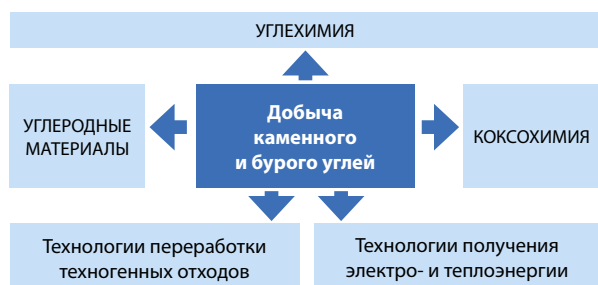 УГЛЕХИМИЯ
УГЛЕРОДНЫЕ
МАТЕРИАЛЫ
Добыча
каменного
и бурого углей
КОКСОХИМИЯ
Технологии переработки
техногенных отходов
Технологии получения
электро- и теплоэнергии